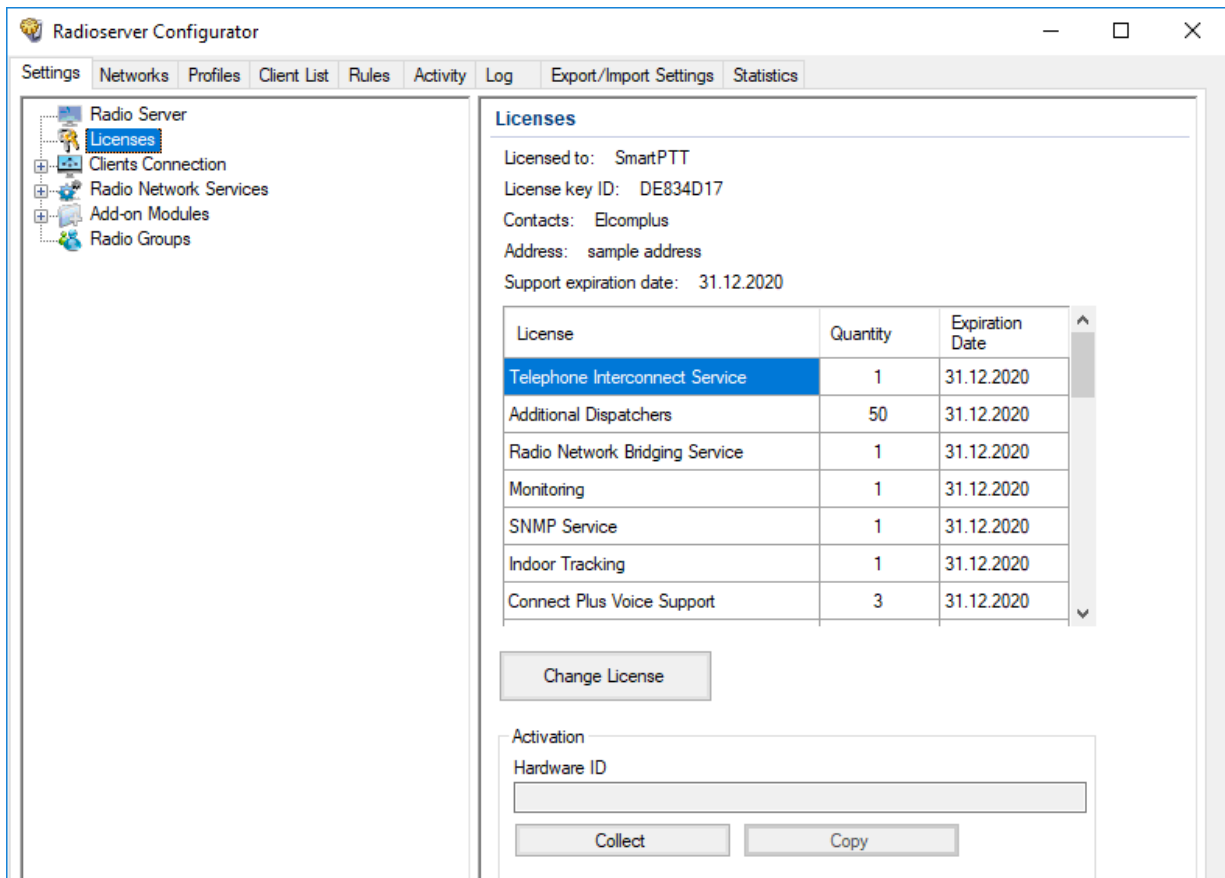 Radioserver Configurator
Settings Networks Profiles Client List Rules Activity Log Export/Import Settings Statistics
Radio Server
Licenses
Clients Connection
Radio Network Services
Add-on Modules
Radio Groups
Licenses
Licensed to: SmartPTT
License key ID: DE834D17
Contacts: Elcomplus
Address: sample address
Support expiration date: 31.12.2020
License Quantity Expiration Date
Telephone Interconnect Service 1 31.12.2020
Additional Dispatchers 50 31.12.2020
Radio Network Bridging Service 1 31.12.2020
Monitoring 1 31.12.2020
SNMP Service 1 31.12.2020
Indoor Tracking 1 31.12.2020
Connect Plus Voice Support 3 31.12.2020
Change License
Activation
Hardware ID
Collect Copy